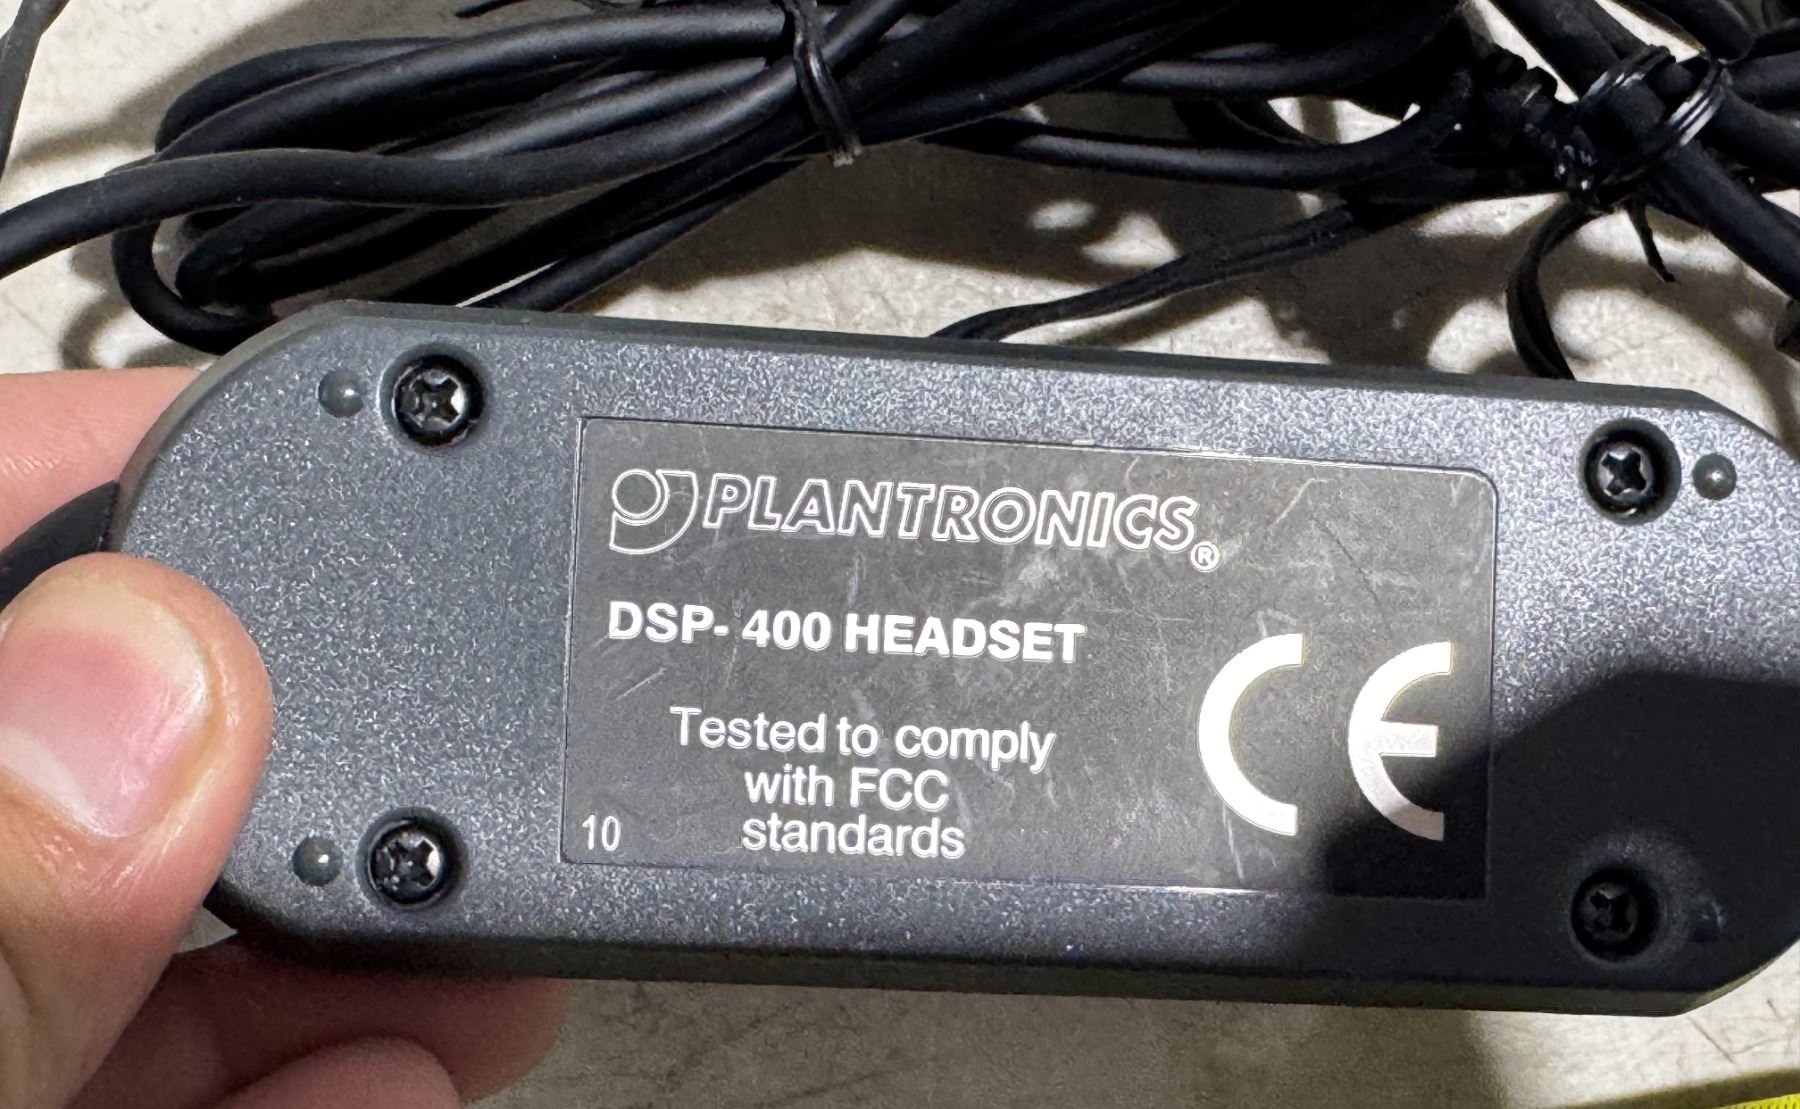 PLANTRONICS®
DSP-400 HEADSET
Tested to comply
with FCC
standards
10
CE